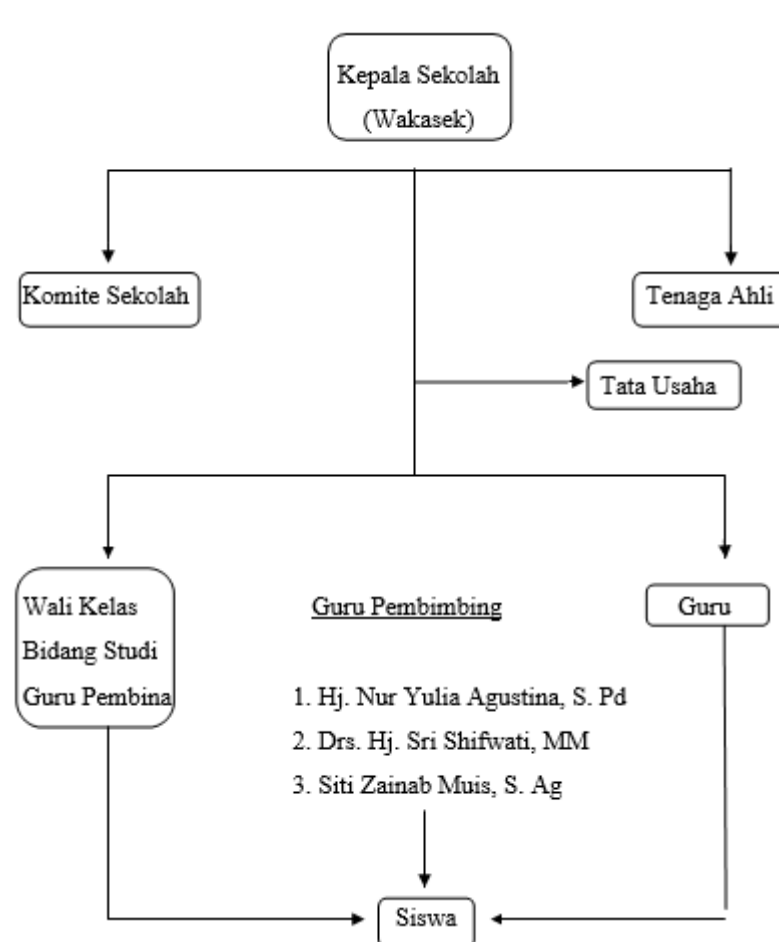 Kepala Sekolah
(Wakasek)
Komite Sekolah
Tenaga Ahli
Tata Usaha
Wali Kelas
Bidang Studi
Guru Pembina
Guru Pembimbing
1. Hj. Nur Yulia Agustina, S. Pd
2. Drs. Hj. Sri Shifwati, MM
3. Siti Zainab Muis, S. Ag
Guru
Siswa